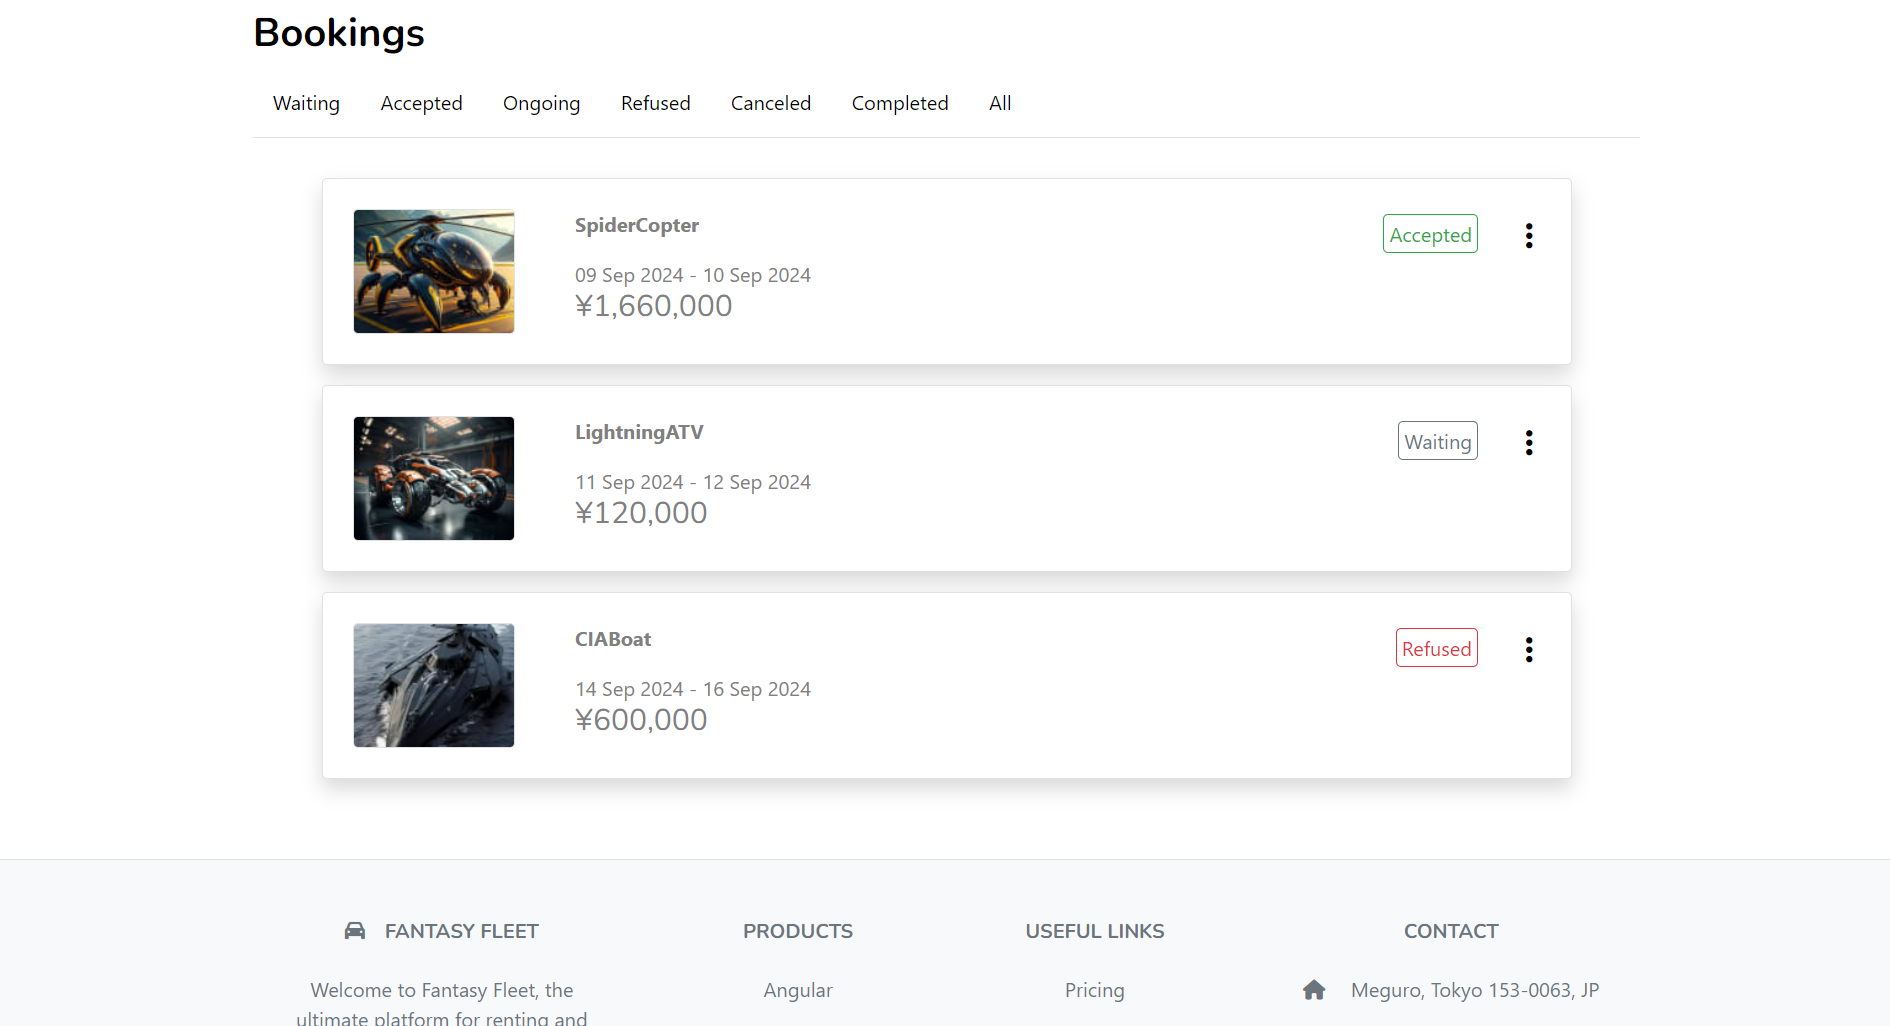 Bookings
Waiting Accepted Ongoing Refused Canceled Completed All
SpiderCopter
Accepted
09 Sep 2024 - 10 Sep 2024
¥1,660,000
LightningATV
Waiting
11 Sep 2024 - 12 Sep 2024
¥120,000
CIABoat
Refused
14 Sep 2024 - 16 Sep 2024
¥600,000
FANTASY FLEET
Welcome to Fantasy Fleet, the
ultimate platform for renting and
PRODUCTS
Angular
USEFUL LINKS
Pricing
CONTACT
Meguro, Tokyo 153-0063, JP